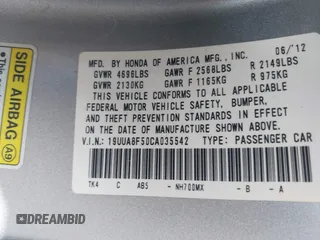 SIDE AIRBAG
A9
MFD. BY HONDA OF AMERICA MFG., INC. 06/'12
GVWR 4696LBS GAWR F 2568LBS R 2149LBS
GVWR 2130KG GAWR F 1165KG R 975KG
THIS VEHICLE CONFORMS TO ALL APPLICABLE
FEDERAL MOTOR VEHICLE SAFETY, BUMPER,
AND THEFT PREVENTION STANDARDS IN EFFECT
ON THE DATE OF MANUFACTURE SHOWN ABOVE.
V.I.N.: 19UUA8F50CA035542 TYPE: PASSENGER CAR
TK4 C AB5 - NH700MX - B - A
© DREAMBID
© DREAMBID